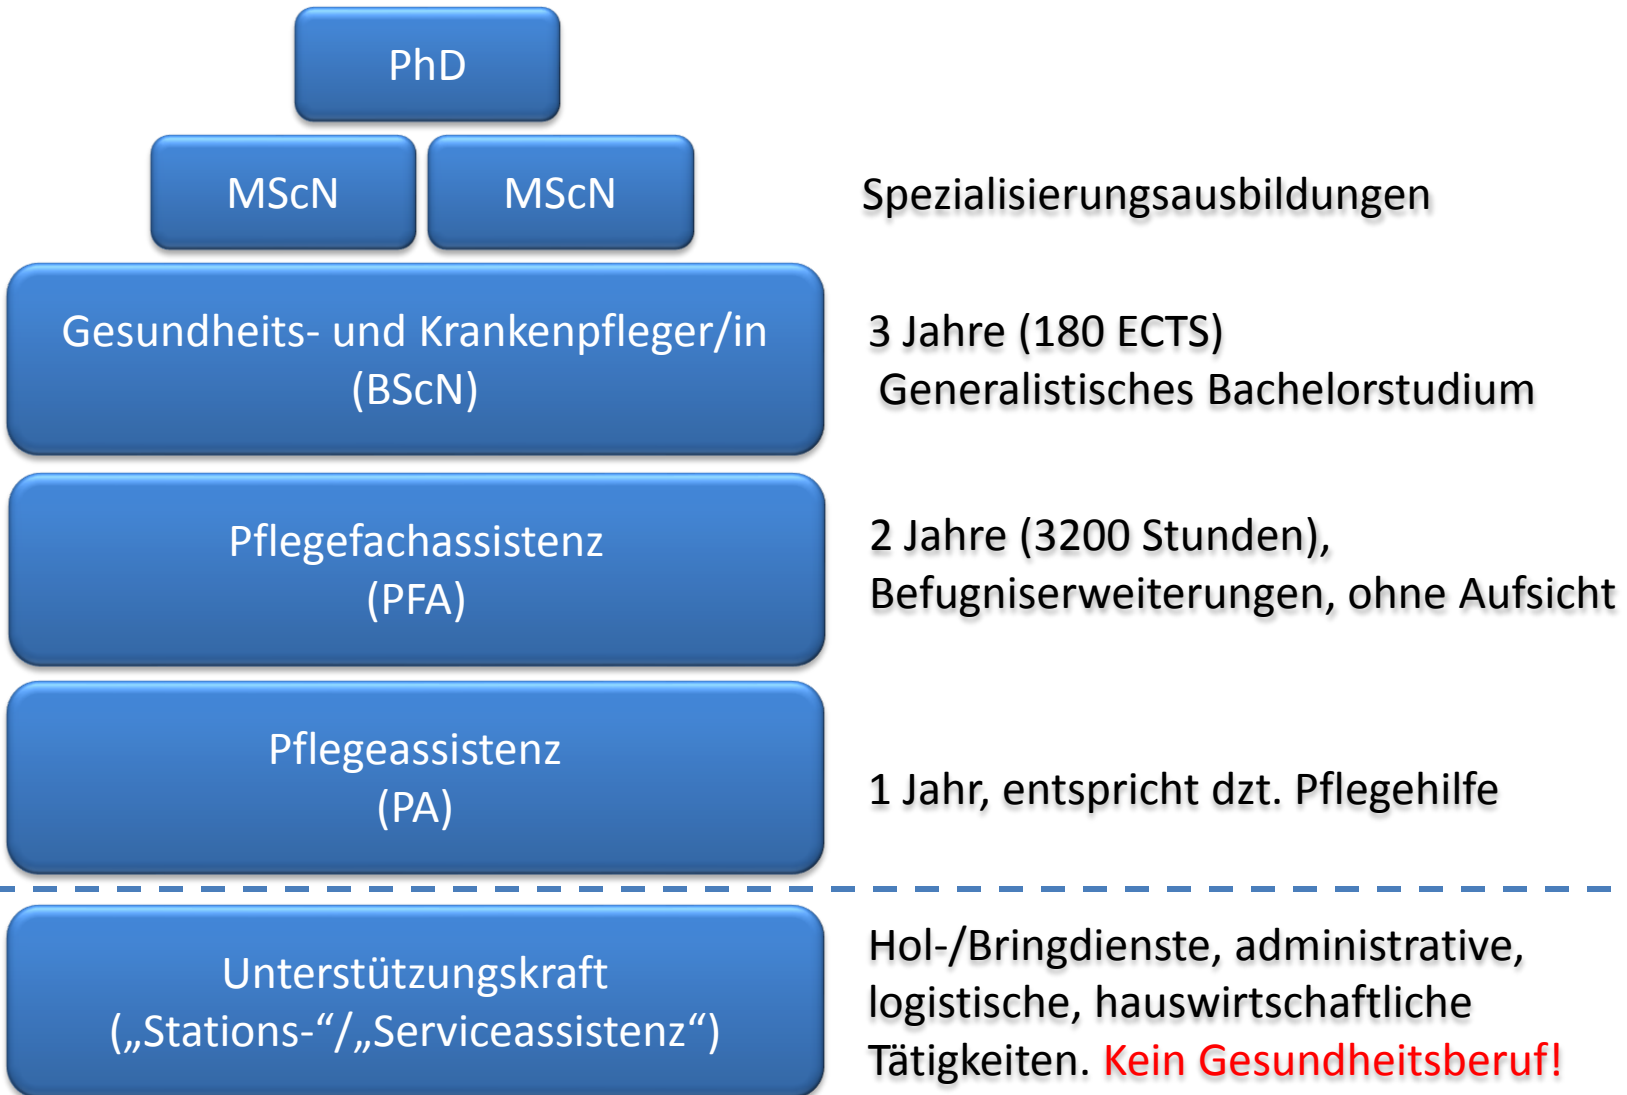 PhD
MScN
MScN
Spezialisierungsausbildungen
Gesundheits- und Krankenpfleger/in
(BScN)
3 Jahre (180 ECTS)
Generalistisches Bachelorstudium
Pflegefachassistenz
(PFA)
2 Jahre (3200 Stunden),
Befugniserweiterungen, ohne Aufsicht
Pflegeassistenz
(PA)
1 Jahr, entspricht dzt. Pflegehilfe
Unterstützungskraft
(„Stations-“/„Serviceassistenz“)
Hol-/Bringdienste, administrative,
logistische, hauswirtschaftliche
Tätigkeiten. Kein Gesundheitsberuf!